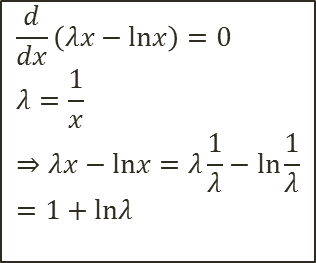 d/dx (λx − lnx) = 0
λ = 1/x
⇒ λx − lnx = λ 1/λ − ln 1/λ
= 1 + lnλ